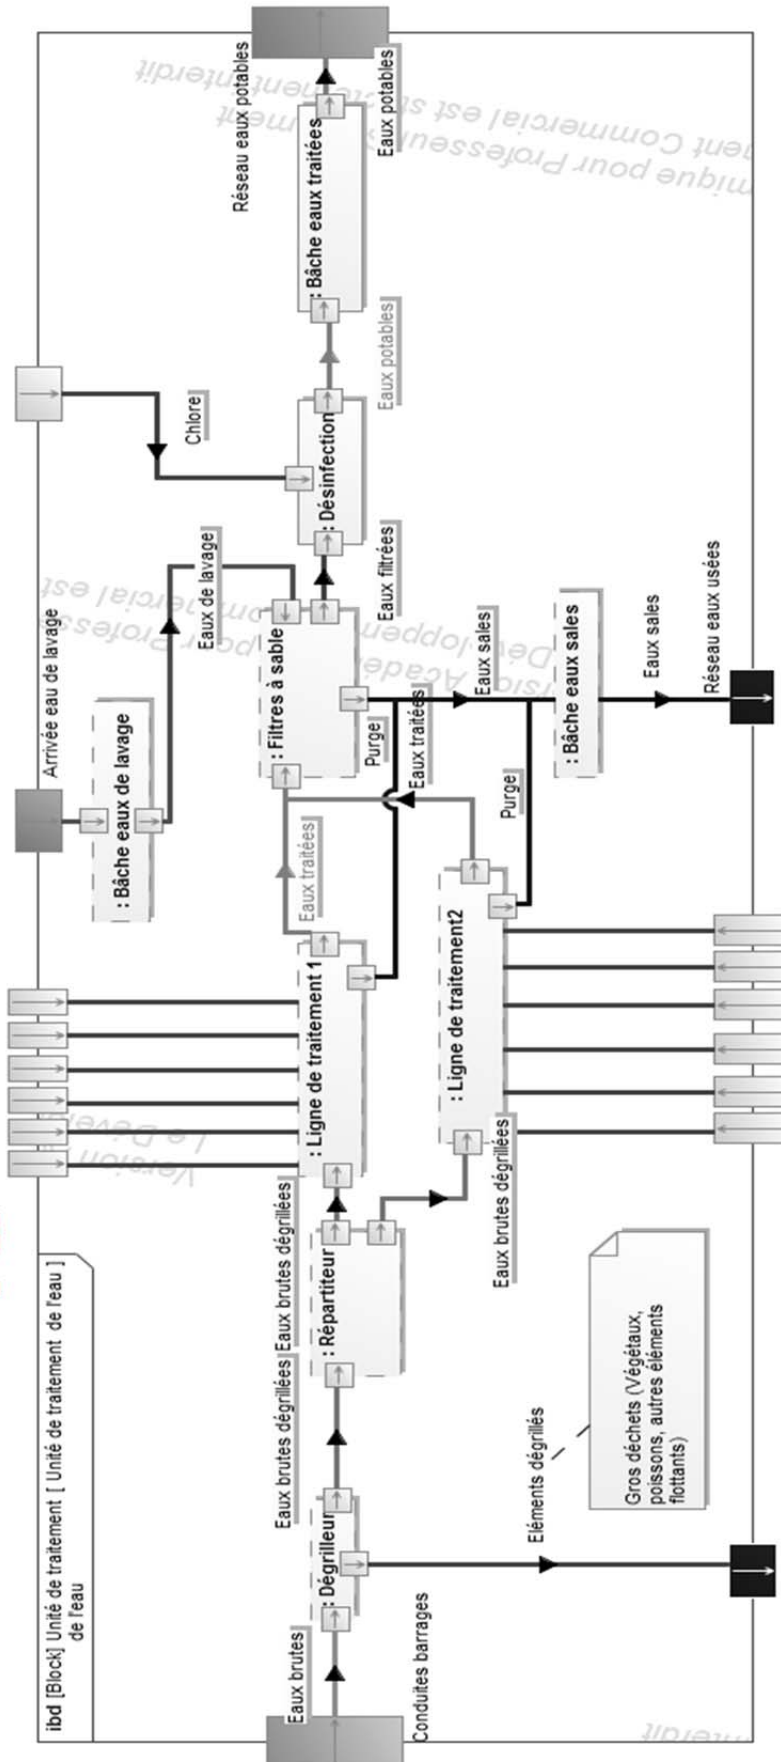 ibd [Block] Unité de traitement [ Unité de traitement de l'eau ]
de l'eau
Eaux brutes
Conduites barrages
: Dégrilleur
Eléments dégrillés
Gros déchets (Végétaux,
poissons, autres éléments
flottants)
Eaux brutes dégrillées
: Répartiteur
Eaux brutes dégrillées
Eaux brutes dégrillées
: Ligne de traitement 1
: Ligne de traitement2
Eaux traitées
Eaux traitées
Purge
Purge
Arrivée eau de lavage
: Bâche eaux de lavage
Eaux de lavage
: Filtres à sable
Eaux sales
: Bâche eaux sales
Eaux sales
Réseau eaux usées
Eaux filtrées
Chlore
: Désinfection
Eaux potables
: Bâche eaux traitées
Eaux potables
Réseau eaux potables